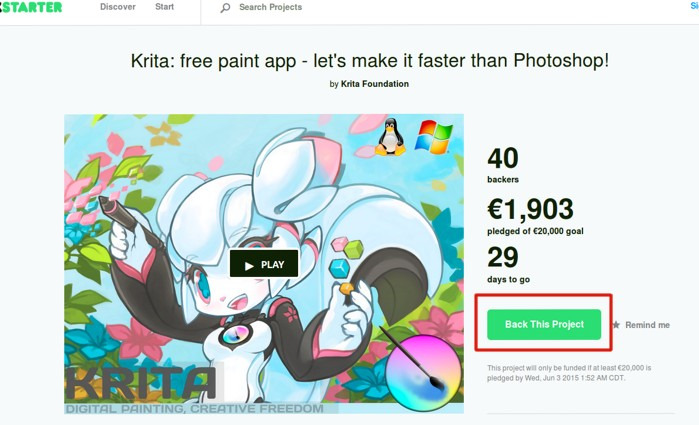 KSTARTER
Discover
Start
Search Projects
Krita: free paint app - let's make it faster than Photoshop!
by Krita Foundation
PLAY
KRITA
DIGITAL PAINTING, CREATIVE FREEDOM
40
backers
€1,903
pledged of €20,000 goal
29
days to go
Back This Project
Remind me
This project will only be funded if at least €20,000 is
pledged by Wed, Jun 3 2015 1:52 AM CDT.